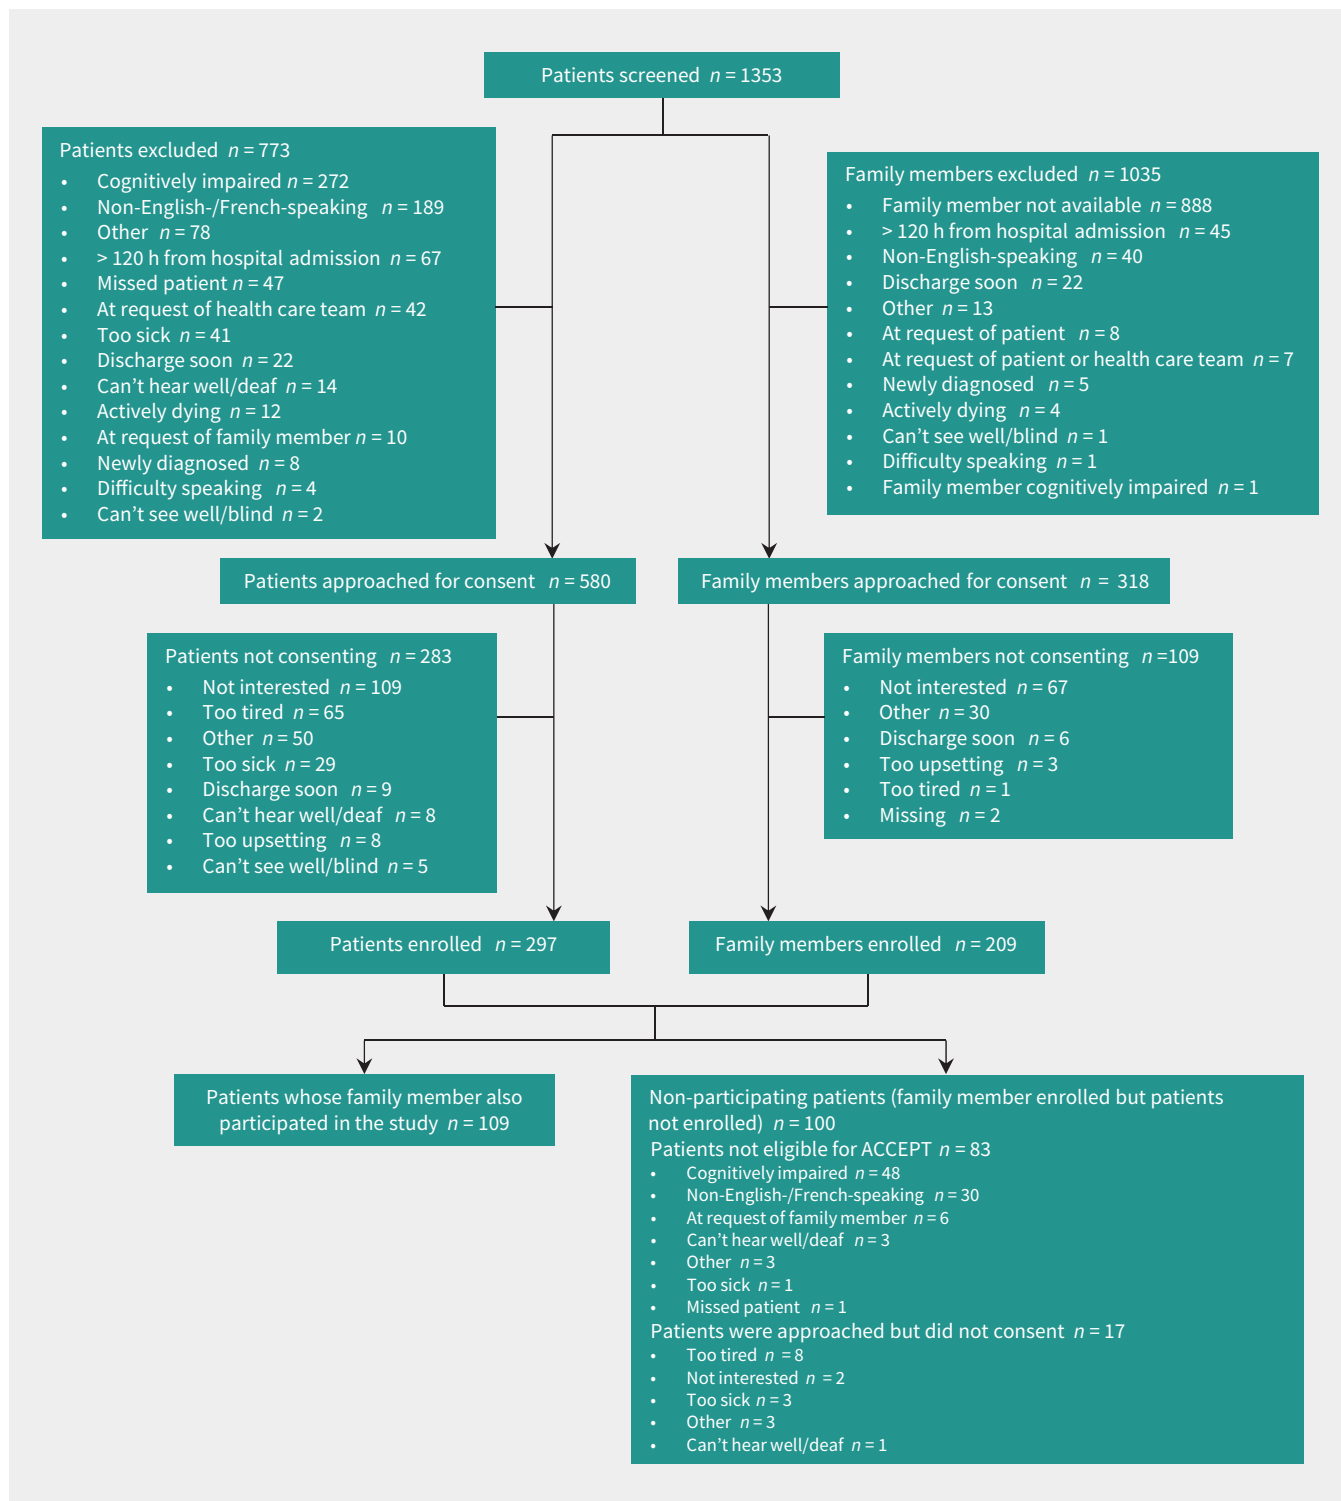 Patients screened n = 1353
Patients excluded n = 773
• Cognitively impaired n = 272
• Non-English-/French-speaking n = 189
• Other n = 78
• > 120 h from hospital admission n = 67
• Missed patient n = 47
• At request of health care team n = 42
• Too sick n = 41
• Discharge soon n = 22
• Can't hear well/deaf n = 14
• Actively dying n = 12
• At request of family member n = 10
• Newly diagnosed n = 8
• Difficulty speaking n = 4
• Can't see well/blind n = 2
Family members excluded n = 1035
• Family member not available n = 888
• > 120 h from hospital admission n = 45
• Non-English-speaking n = 40
• Discharge soon n = 22
• Other n = 13
• At request of patient n = 8
• At request of patient or health care team n = 7
• Newly diagnosed n = 5
• Actively dying n = 4
• Can't see well/blind n = 1
• Difficulty speaking n = 1
• Family member cognitively impaired n = 1
Patients approached for consent n = 580
Family members approached for consent n = 318
Patients not consenting n = 283
• Not interested n = 109
• Too tired n = 65
• Other n = 50
• Too sick n = 29
• Discharge soon n = 9
• Can't hear well/deaf n = 8
• Too upsetting n = 8
• Can't see well/blind n = 5
Family members not consenting n =109
• Not interested n = 67
• Other n = 30
• Discharge soon n = 6
• Too upsetting n = 3
• Too tired n = 1
• Missing n = 2
Patients enrolled n = 297
Family members enrolled n = 209
Patients whose family member also
participated in the study n = 109
Non-participating patients (family member enrolled but patients
not enrolled) n = 100
Patients not eligible for ACCEPT n = 83
• Cognitively impaired n = 48
• Non-English-/French-speaking n = 30
• At request of family member n = 6
• Can't hear well/deaf n = 3
• Other n = 3
• Too sick n = 1
• Missed patient n = 1
Patients were approached but did not consent n = 17
• Too tired n = 8
• Not interested n = 2
• Too sick n = 3
• Other n = 3
• Can't hear well/deaf n = 1